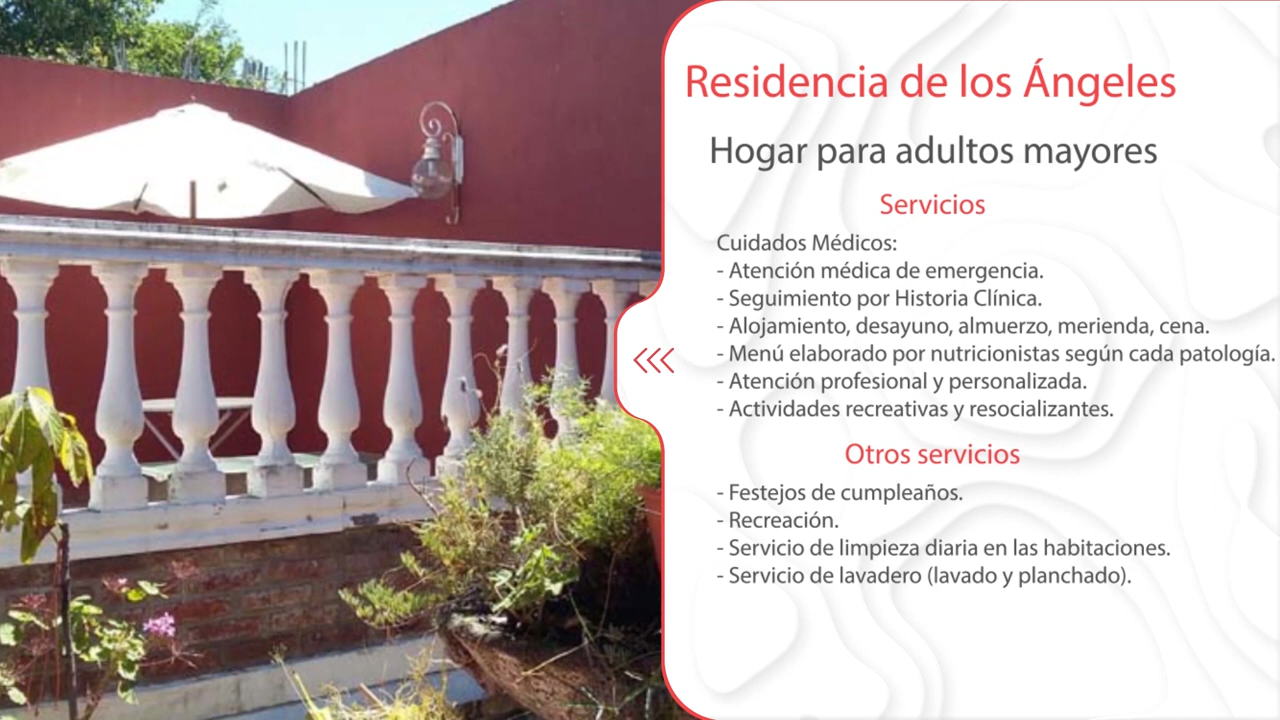 Residencia de los Ángeles
Hogar para adultos mayores
Servicios
Cuidados Médicos:
- Atención médica de emergencia.
- Seguimiento por Historia Clínica.
- Alojamiento, desayuno, almuerzo, merienda, cena.
- Menú elaborado por nutricionistas según cada patología.
- Atención profesional y personalizada.
- Actividades recreativas y resocializantes.
Otros servicios
- Festejos de cumpleaños.
- Recreación.
- Servicio de limpieza diaria en las habitaciones.
- Servicio de lavadero (lavado y planchado).